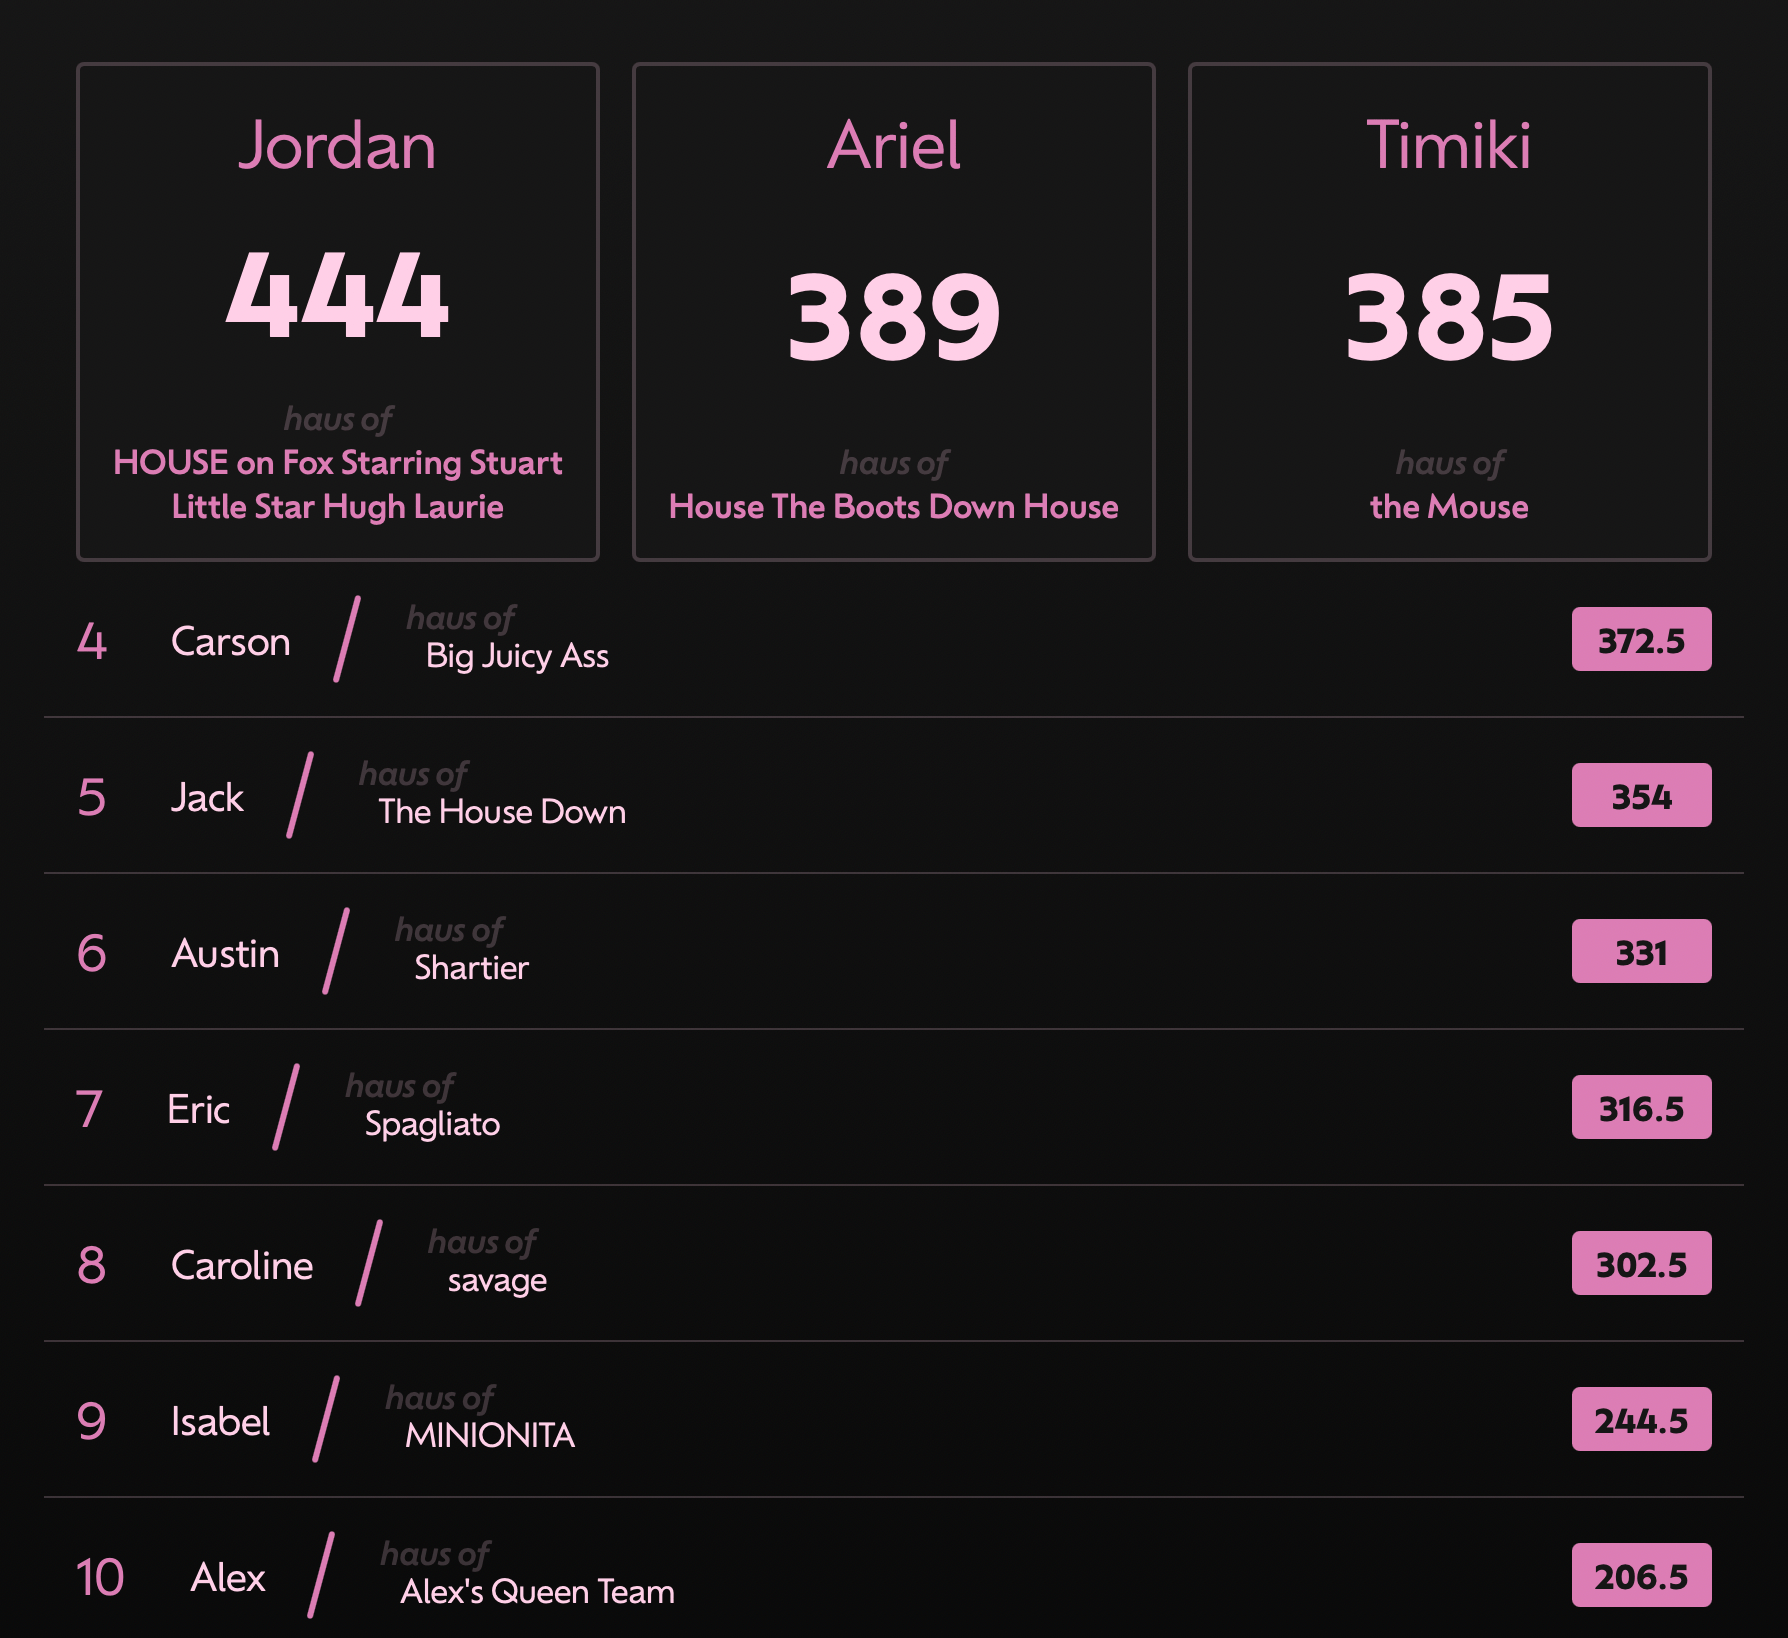 Jordan
444
haus of
HOUSE on Fox Starring Stuart
Little Star Hugh Laurie
Ariel
389
haus of
House The Boots Down House
Timiki
385
haus of
the Mouse
4 Carson / haus of
Big Juicy Ass
372.5
5 Jack / haus of
The House Down
354
6 Austin / haus of
Shartier
331
7 Eric / haus of
Spagliato
316.5
8 Caroline / haus of
savage
302.5
9 Isabel / haus of
MINIONITA
244.5
10 Alex / haus of
Alex's Queen Team
206.5